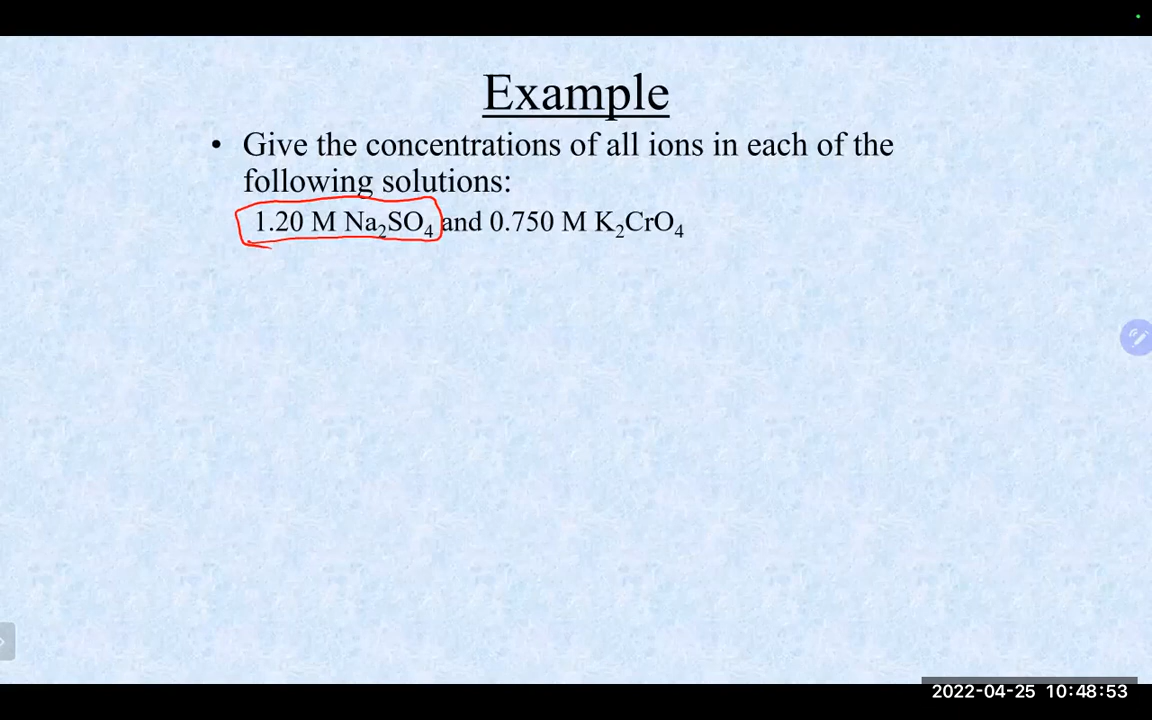 Example
• Give the concentrations of all ions in each of the
following solutions:
1.20 M Na₂SO₄ and 0.750 M K₂CrO₄
2022-04-25 10:48:53